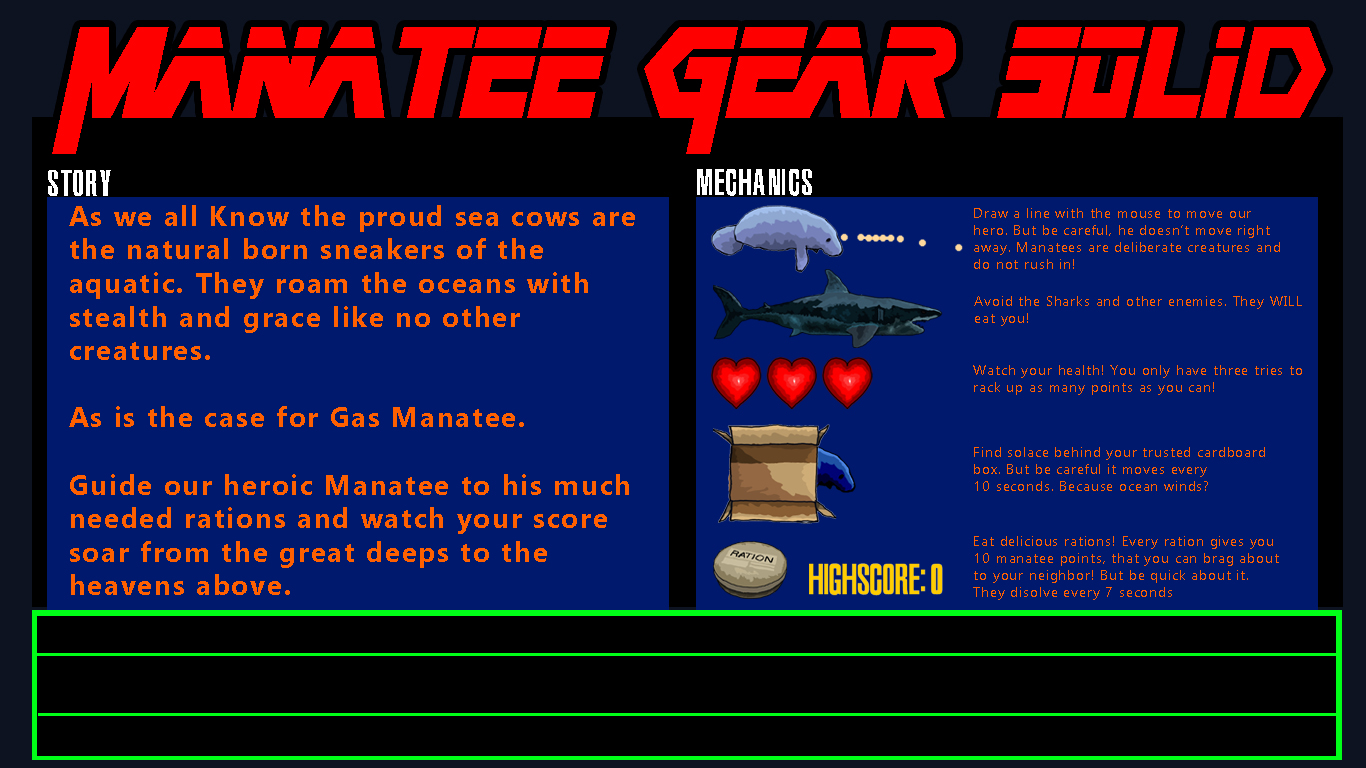 MANATEE GEAR SOLID
STORY
As we all Know the proud sea cows are
the natural born sneakers of the
aquatic. They roam the oceans with
stealth and grace like no other
creatures.
As is the case for Gas Manatee.
Guide our heroic Manatee to his much
needed rations and watch your score
soar from the great deeps to the
heavens above.
MECHANICS
Draw a line with the mouse to move our
hero. But be careful, he doesn't move right
away. Manatees are deliberate creatures and
do not rush in!
Avoid the Sharks and other enemies. They WILL
eat you!
Watch your health! You only have three tries to
rack up as many points as you can!
Find solace behind your trusted cardboard
box. But be careful it moves every
10 seconds. Because ocean winds?
RATION
HIGHSCORE: 0
Eat delicious rations! Every ration gives you
10 manatee points, that you can brag about
to your neighbor! But be quick about it.
They disolve every 7 seconds